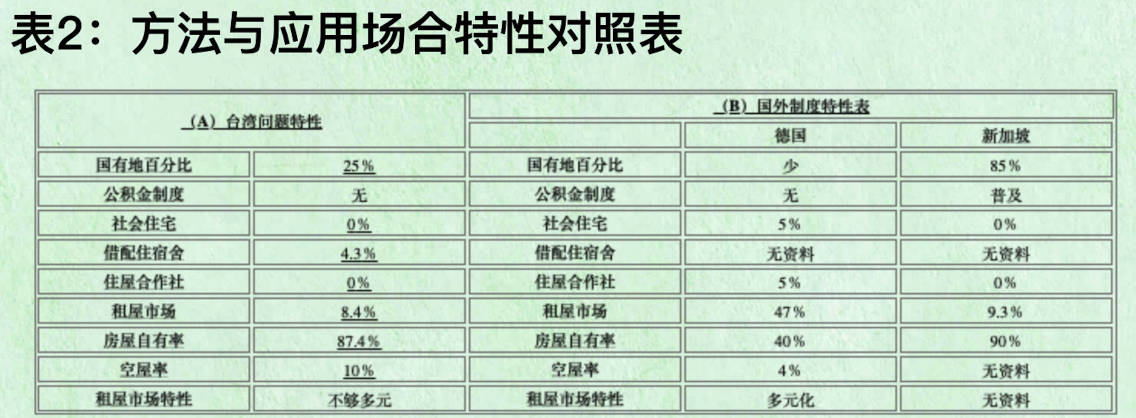 表2：方法与应用场合特性对照表
（A）台湾问题特性 （B）国外制度特性表
德国 新加坡
国有地百分比 25% 国有地百分比 少 85%
公积金制度 无 公积金制度 无 普及
社会住宅 0% 社会住宅 5% 0%
借配住宿舍 4.3% 借配住宿舍 无资料 无资料
住屋合作社 0% 住屋合作社 5% 0%
租屋市场 8.4% 租屋市场 47% 9.3%
房屋自有率 87.4% 房屋自有率 40% 90%
空屋率 10% 空屋率 4% 无资料
租屋市场特性 不够多元 租屋市场特性 多元化 无资料